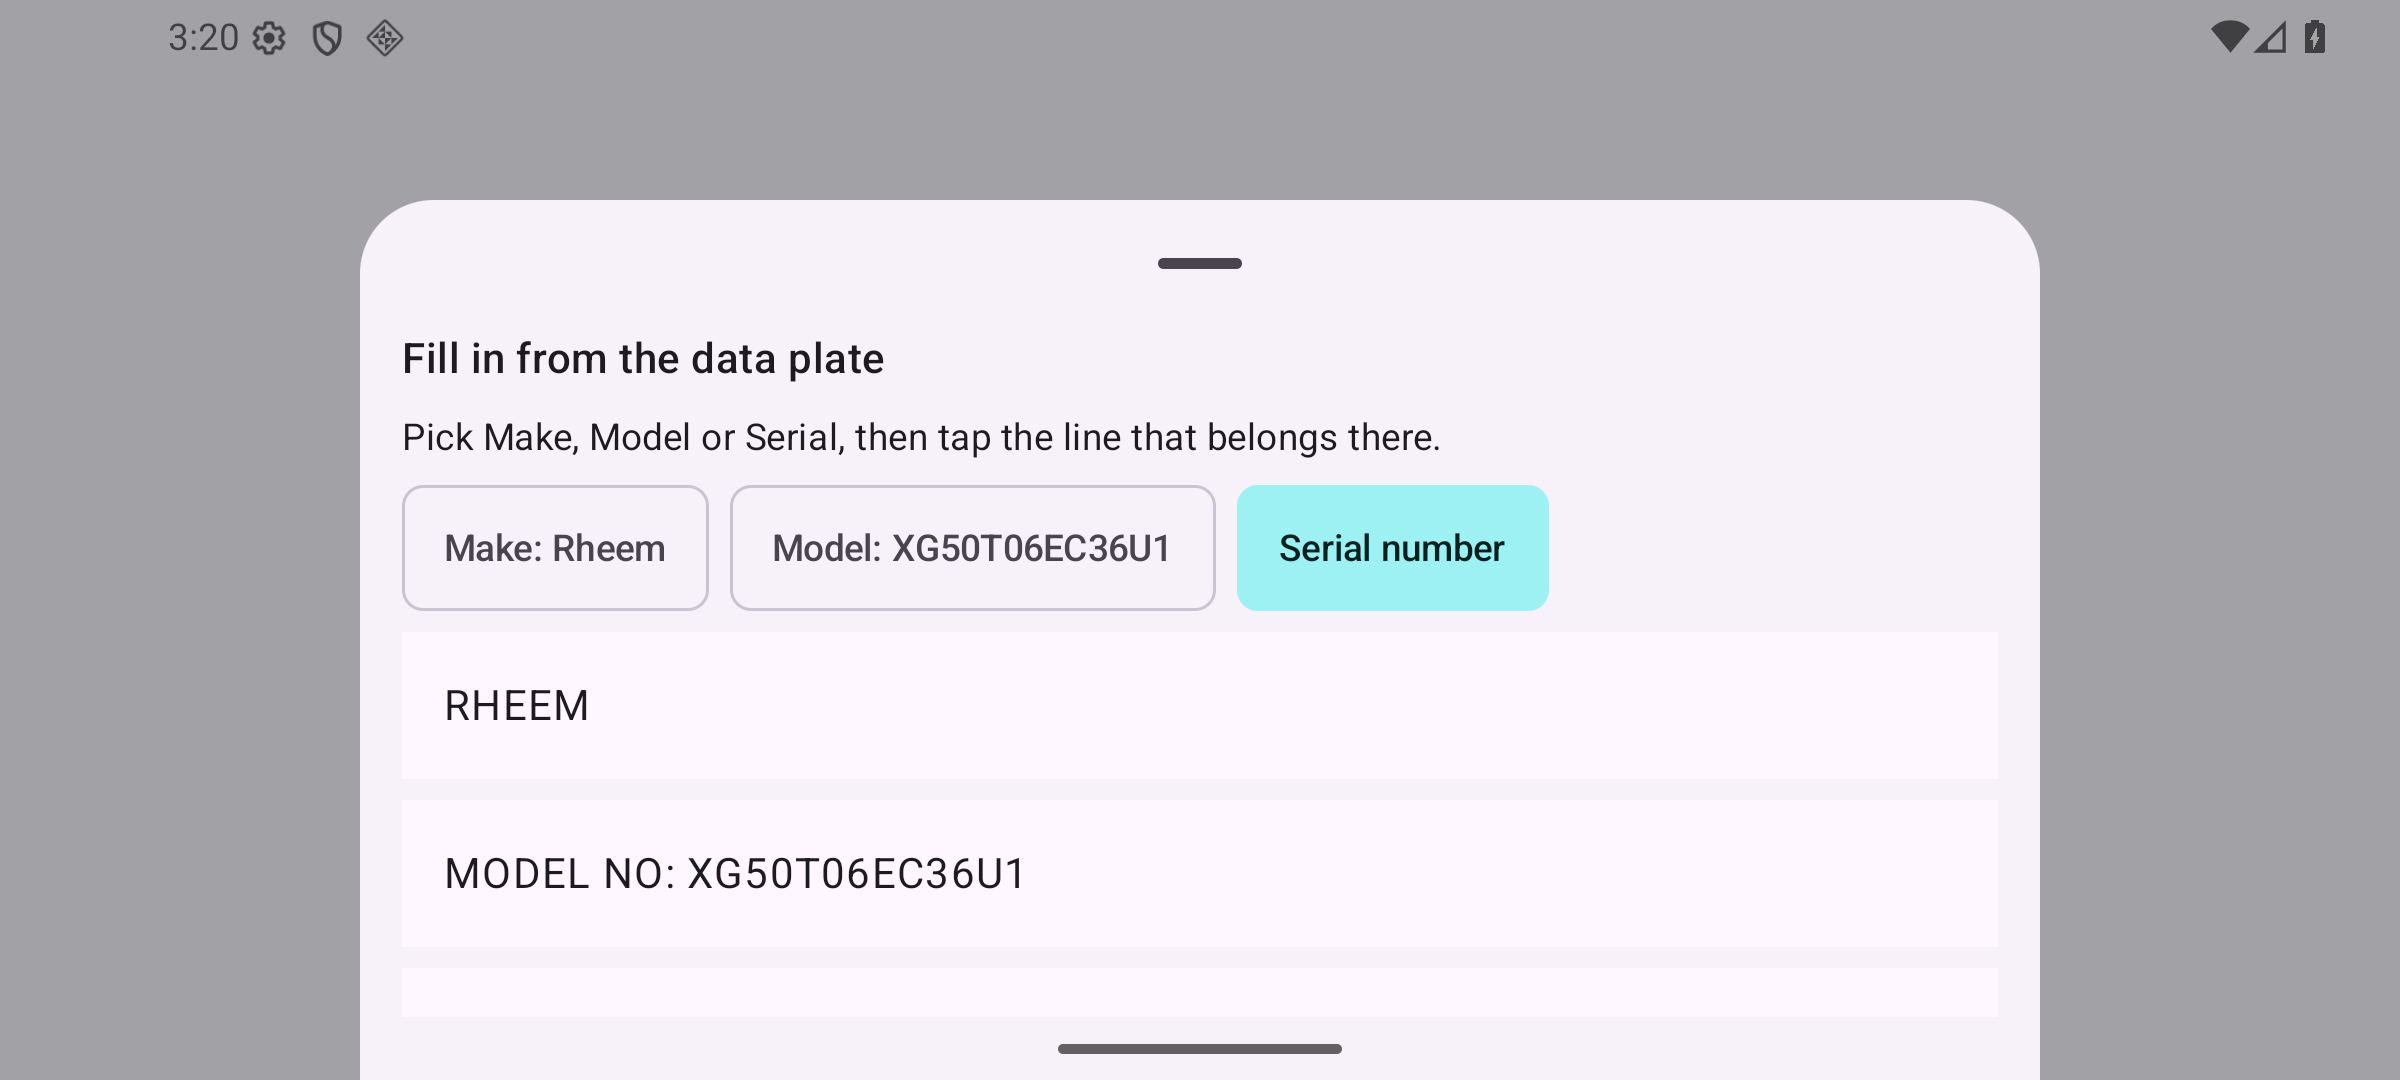 3:20
Fill in from the data plate
Pick Make, Model or Serial, then tap the line that belongs there.
Make: Rheem
Model: XG50T06EC36U1
Serial number
RHEEM
MODEL NO: XG50T06EC36U1